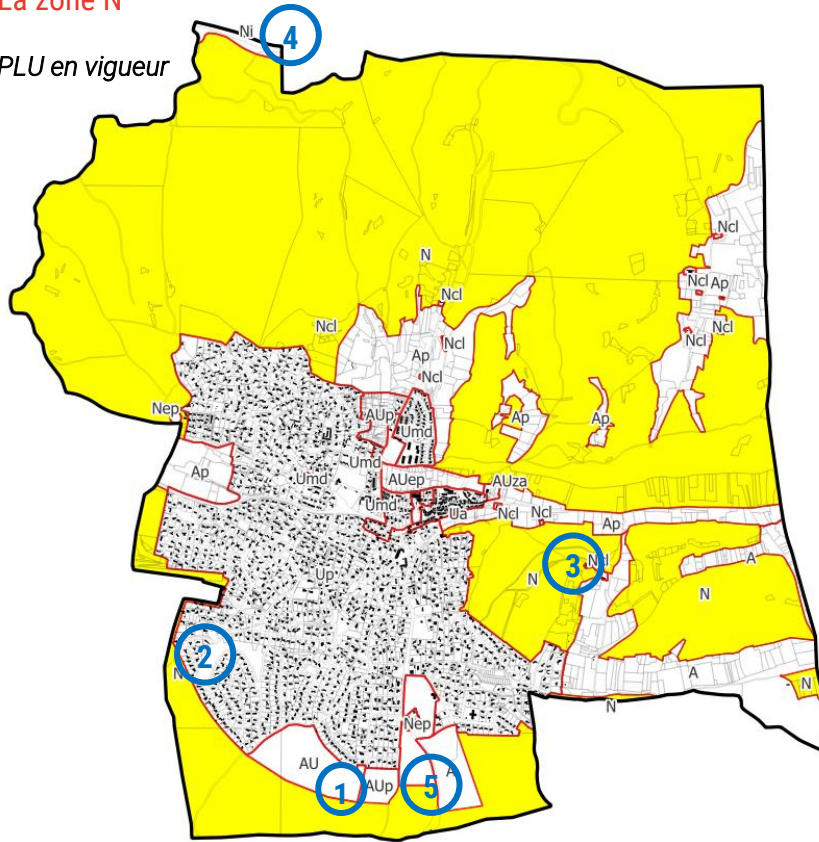 La zone N
Ni
4
PLU en vigueur
Ncl
N
Ncl
Ncl Ap
Ncl
Ncl
Ncl
Ncl
Ap
Ncl
Nep
AUp
Umd
Ap
Ap
Umd
Ap
Umd
AUep
AUza
Umd
Ua
Ncl
Ncl
Ap
3
Ncl
A
Up
N
N
2
N
A
N
N
Nep
AU
A
1
AUp
5